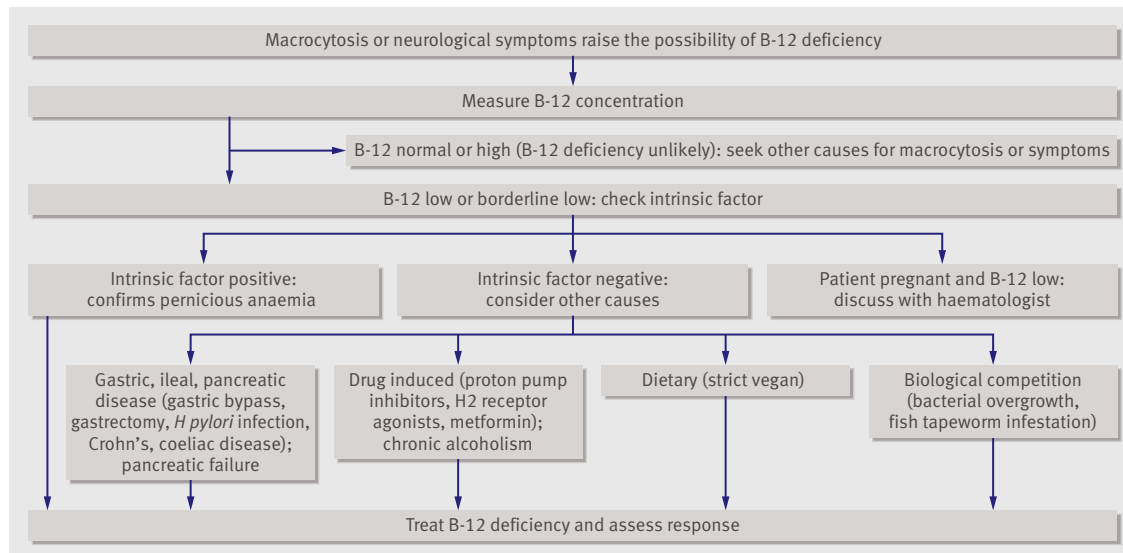 Macrocytosis or neurological symptoms raise the possibility of B-12 deficiency
Measure B-12 concentration
B-12 normal or high (B-12 deficiency unlikely): seek other causes for macrocytosis or symptoms
B-12 low or borderline low: check intrinsic factor
Intrinsic factor positive:
confirms pernicious anaemia
Intrinsic factor negative:
consider other causes
Patient pregnant and B-12 low:
discuss with haematologist
Gastric, ileal, pancreatic
disease (gastric bypass,
gastrectomy, H pylori infection,
Crohn's, coeliac disease);
pancreatic failure
Drug induced (proton pump
inhibitors, H2 receptor
agonists, metformin);
chronic alcoholism
Dietary (strict vegan)
Biological competition
(bacterial overgrowth,
fish tapeworm infestation)
Treat B-12 deficiency and assess response